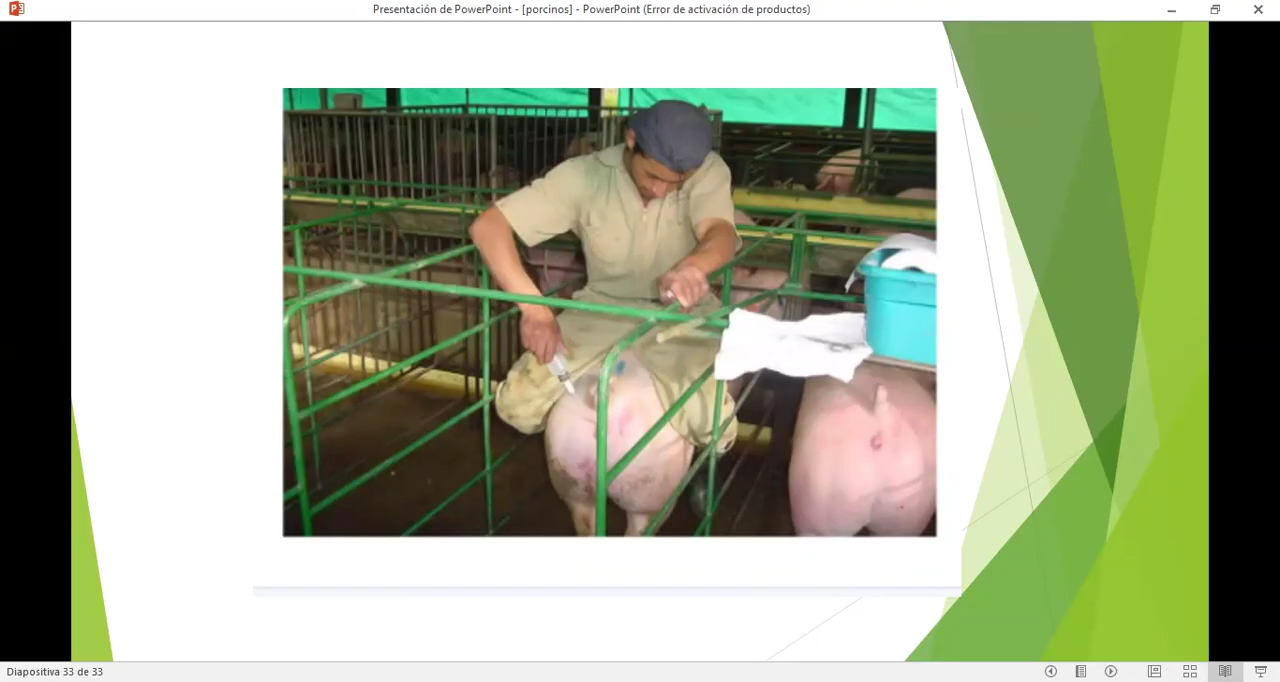 Presentación de PowerPoint - [porcinos] - PowerPoint (Error de activación de productos)
Diapositiva 33 de 33